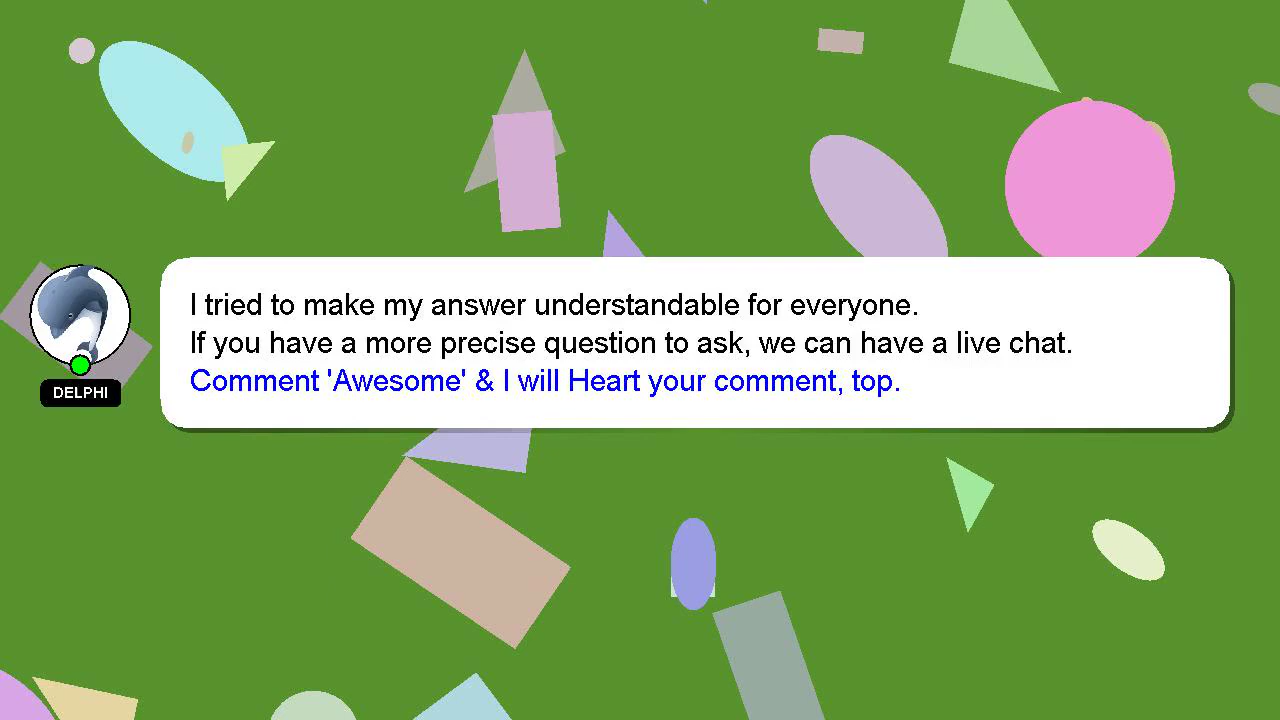 I tried to make my answer understandable for everyone.
If you have a more precise question to ask, we can have a live chat.
Comment 'Awesome' & I will Heart your comment, top.
DELPHI